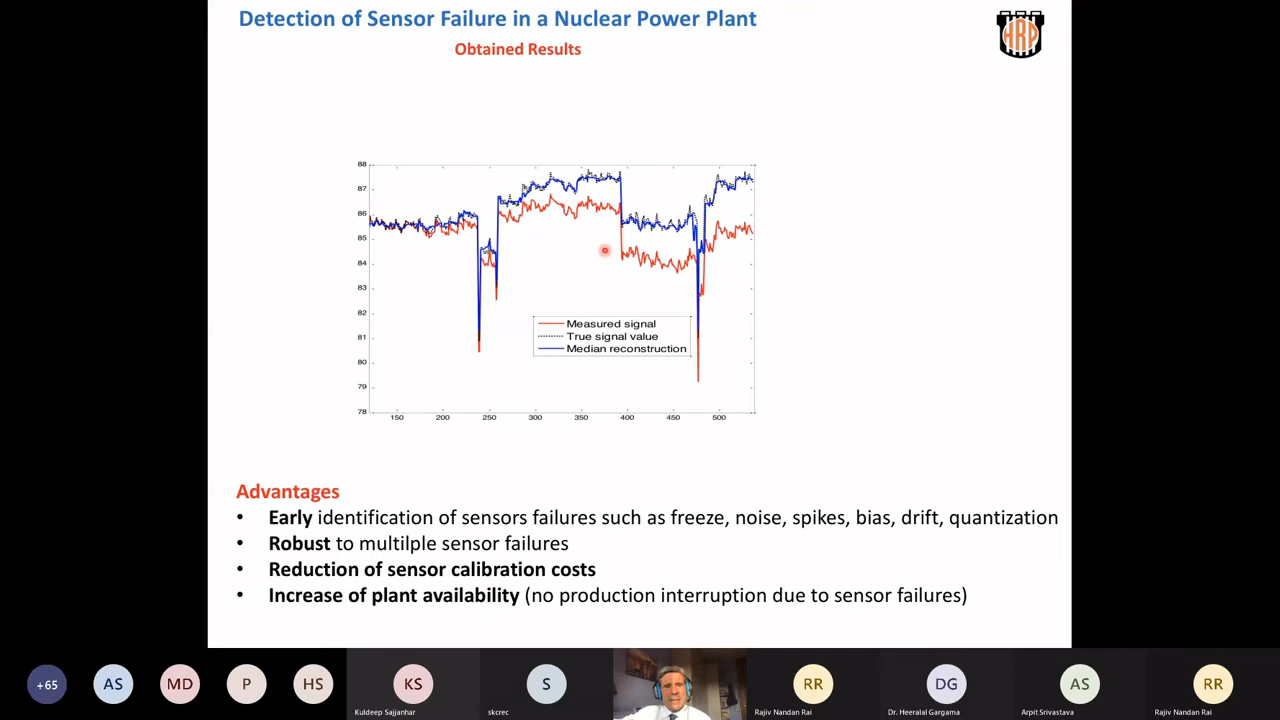 Detection of Sensor Failure in a Nuclear Power Plant
Obtained Results
HRP
88
87
86
85
84
83
82
81
80
79
78
150 200 250 300 350 400 450 500
Measured signal
True signal value
Median reconstruction
Advantages
• Early identification of sensors failures such as freeze, noise, spikes, bias, drift, quantization
• Robust to multilple sensor failures
• Reduction of sensor calibration costs
• Increase of plant availability (no production interruption due to sensor failures)
+65 AS MD P HS KS S RR DG AS RR
Kuldeep Sajjanhar skcrec Rajiv Nandan Rai Dr. Heeralal Gargama Arpit Srivastava Rajiv Nandan Rai